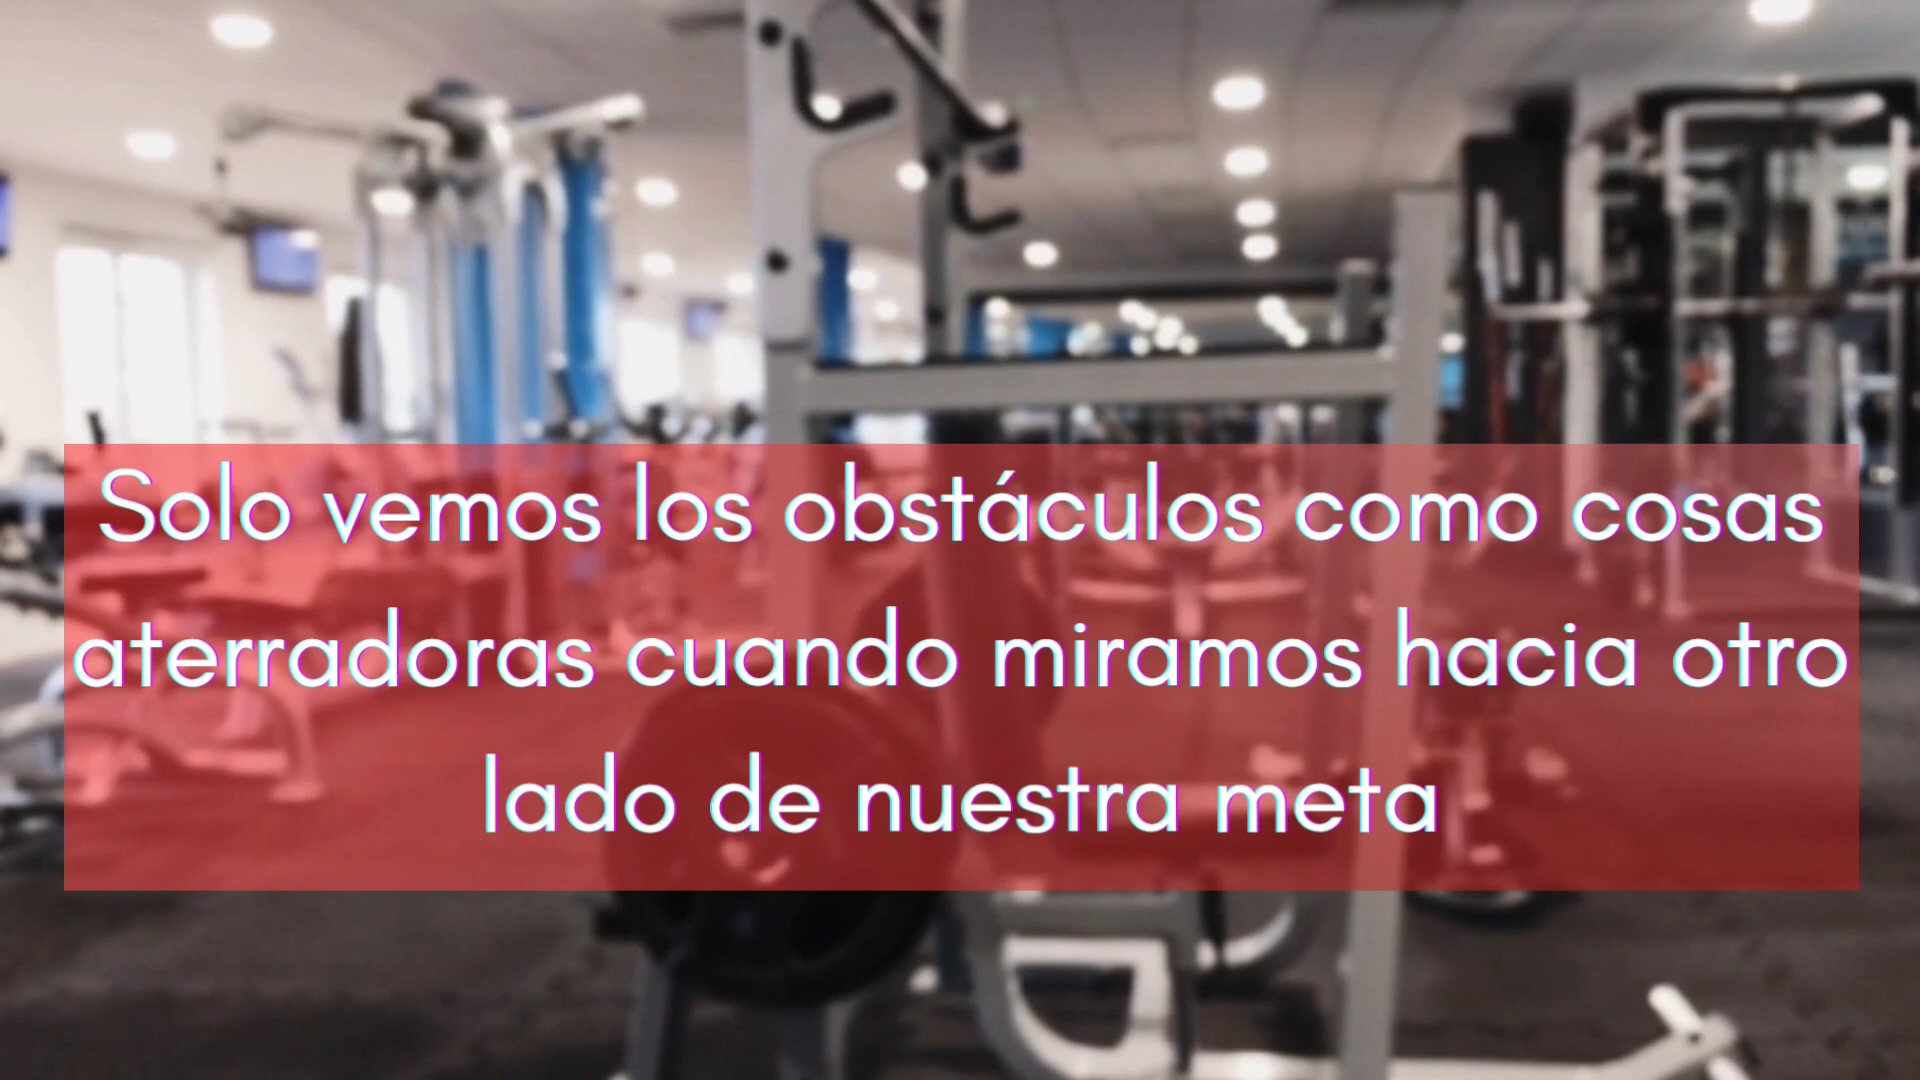 Solo vemos los obstáculos como cosas
aterradoras cuando miramos hacia otro
lado de nuestra meta